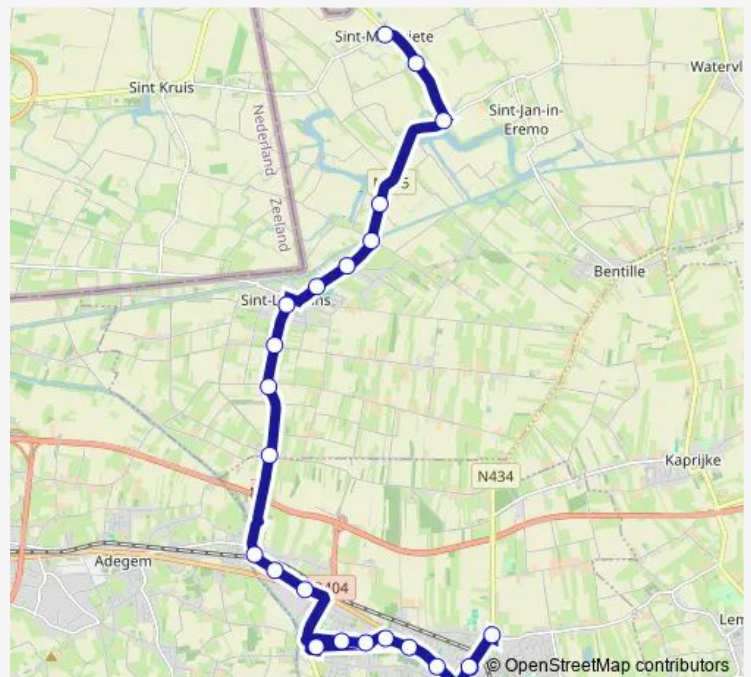 Sint-M
iete
Watervl
Sint Kruis
Sint-Jan-in-
Eremo
Nederland
Zeeland
5
Bentille
Sint-L
ns
N434
Kaprijke
Adegem
404
Lem
© OpenStreetMap contributors